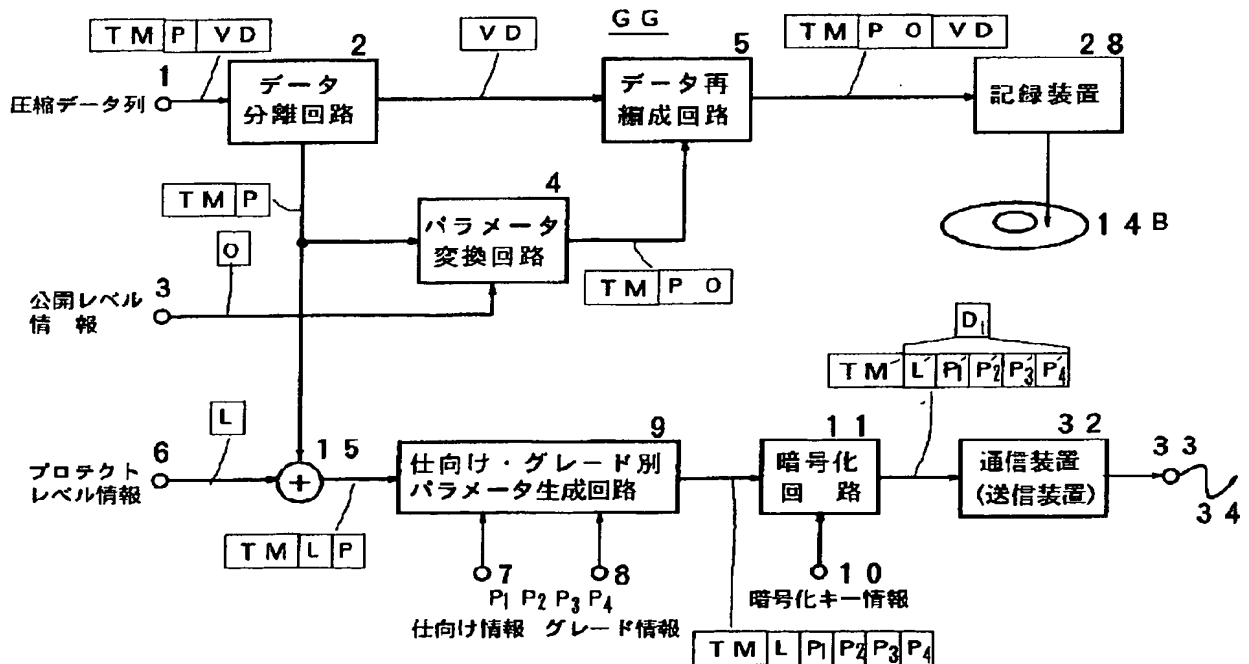 GG
TM P VD
VD
TM P O VD
1
2
5
28
圧縮データ列
データ
分離回路
データ再
編成回路
記録装置
TM P
4
パラメータ
変換回路
14B
O
TM P O
3
公開レベル
情 報
D₁
TM´ L´ P₁´ P₂´ P₃´ P₄´
L
6
15
9
11
32
33
34
プロテクト
レベル情報
+
仕向け・グレード別
パラメータ生成回路
暗号化
回 路
通信装置
(送信装置)
TM L P
7
8
10
P₁ P₂ P₃ P₄
仕向け情報 グレード情報
暗号化キー情報
TM L P₁ P₂ P₃ P₄